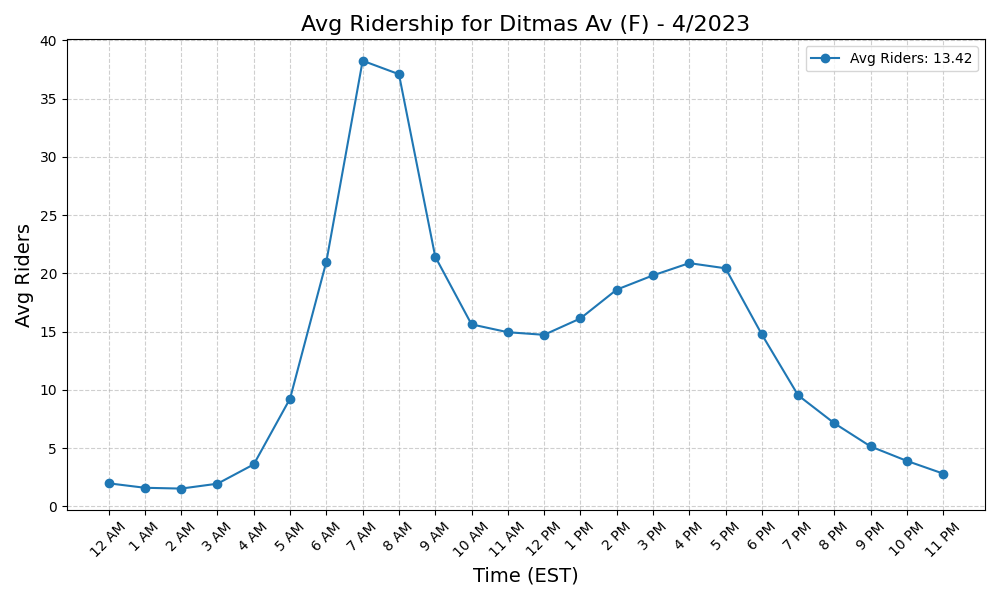 Avg Ridership for Ditmas Av (F) - 4/2023
Avg Riders: 13.42
Avg Riders
40
35
30
25
20
15
10
5
0
12 AM
1 AM
2 AM
3 AM
4 AM
5 AM
6 AM
7 AM
8 AM
9 AM
10 AM
11 AM
12 PM
1 PM
2 PM
3 PM
4 PM
5 PM
6 PM
7 PM
8 PM
9 PM
10 PM
11 PM
Time (EST)